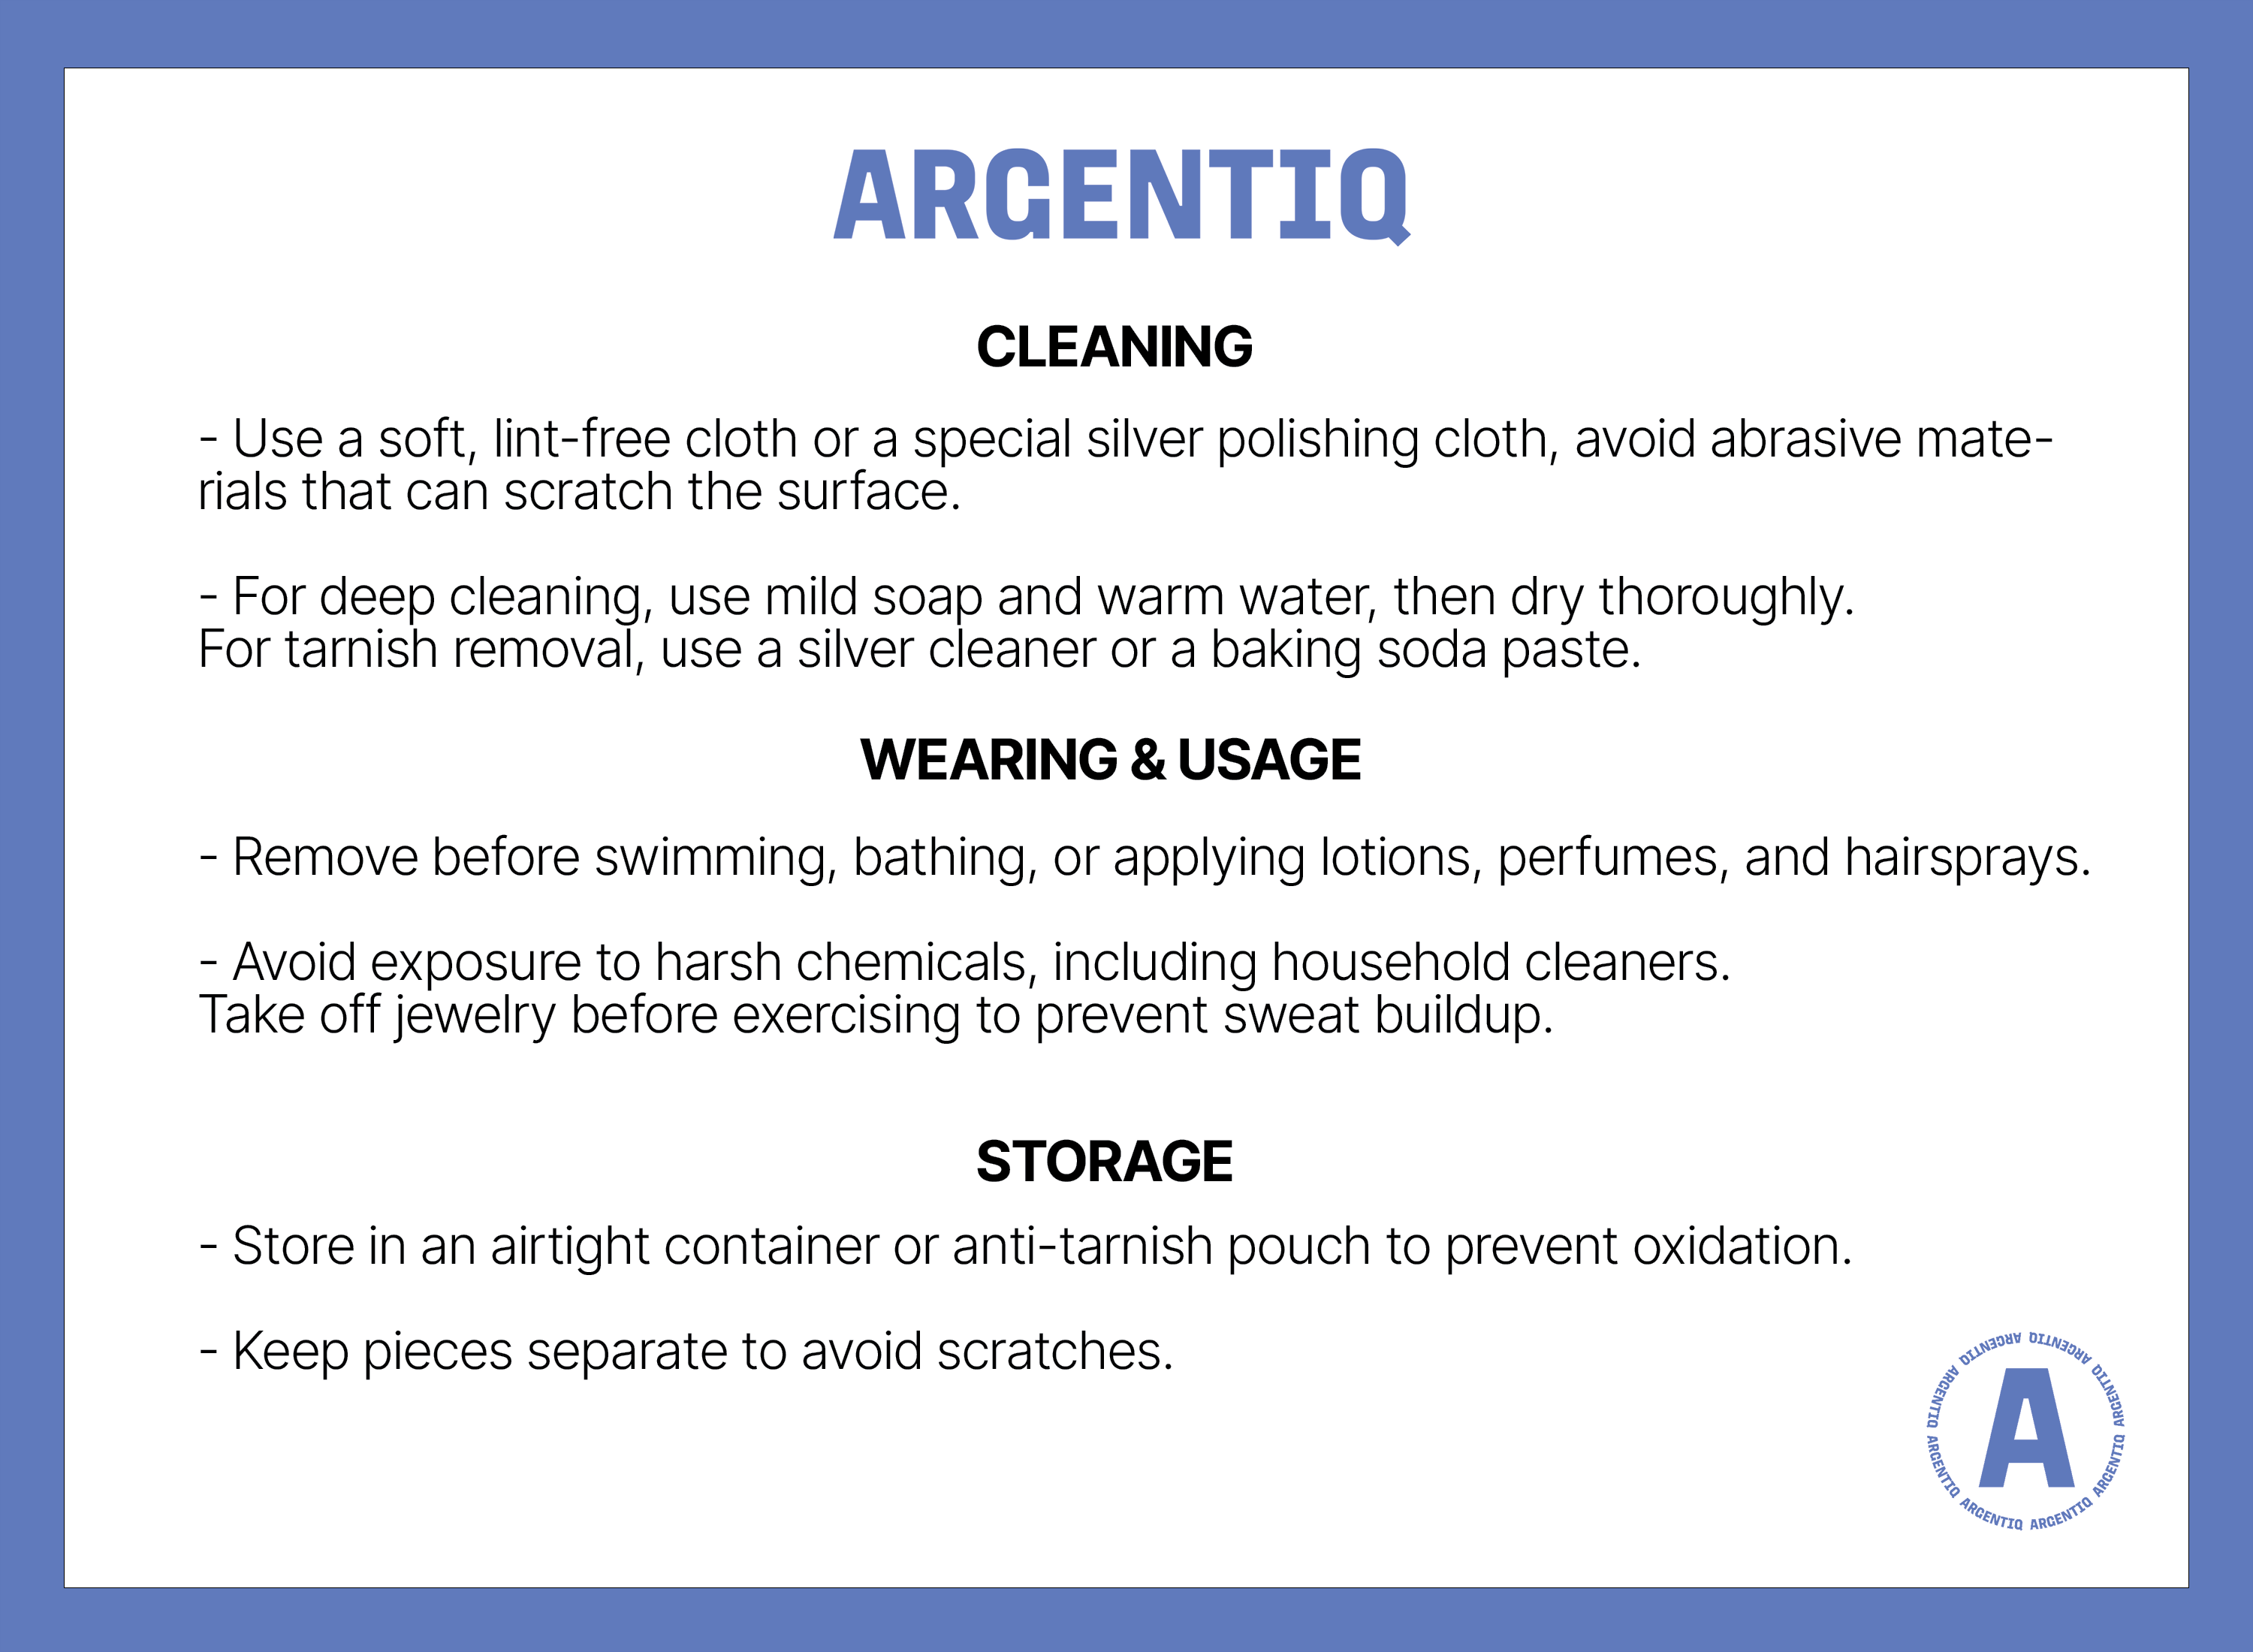 ARGENTIQ
CLEANING
- Use a soft, lint-free cloth or a special silver polishing cloth, avoid abrasive mate-
rials that can scratch the surface.
- For deep cleaning, use mild soap and warm water, then dry thoroughly.
For tarnish removal, use a silver cleaner or a baking soda paste.
WEARING & USAGE
- Remove before swimming, bathing, or applying lotions, perfumes, and hairsprays.
- Avoid exposure to harsh chemicals, including household cleaners.
Take off jewelry before exercising to prevent sweat buildup.
STORAGE
- Store in an airtight container or anti-tarnish pouch to prevent oxidation.
- Keep pieces separate to avoid scratches.
ARGENTIQ ARGENTIQ ARGENTIQ ARGENTIQ ARGENTIQ ARGENTIQ ARGENTIQ ARGENTIQ
A